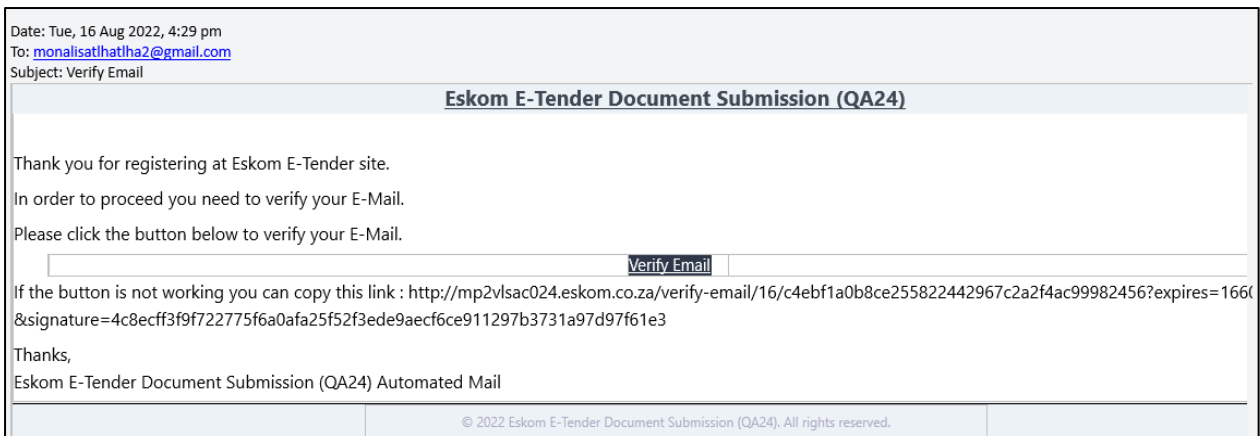 Date: Tue, 16 Aug 2022, 4:29 pm
To: monalisatlhatlha2@gmail.com
Subject: Verify Email
Eskom E-Tender Document Submission (QA24)
Thank you for registering at Eskom E-Tender site.
In order to proceed you need to verify your E-Mail.
Please click the button below to verify your E-Mail.
Verify Email
If the button is not working you can copy this link : http://mp2vlsac024.eskom.co.za/verify-email/16/c4ebf1a0b8ce255822442967c2a2f4ac99982456?expires=1660
&signature=4c8ecff3f9f722775f6a0afa25f52f3ede9aecf6ce911297b3731a97d97f61e3
Thanks,
Eskom E-Tender Document Submission (QA24) Automated Mail
© 2022 Eskom E-Tender Document Submission (QA24). All rights reserved.